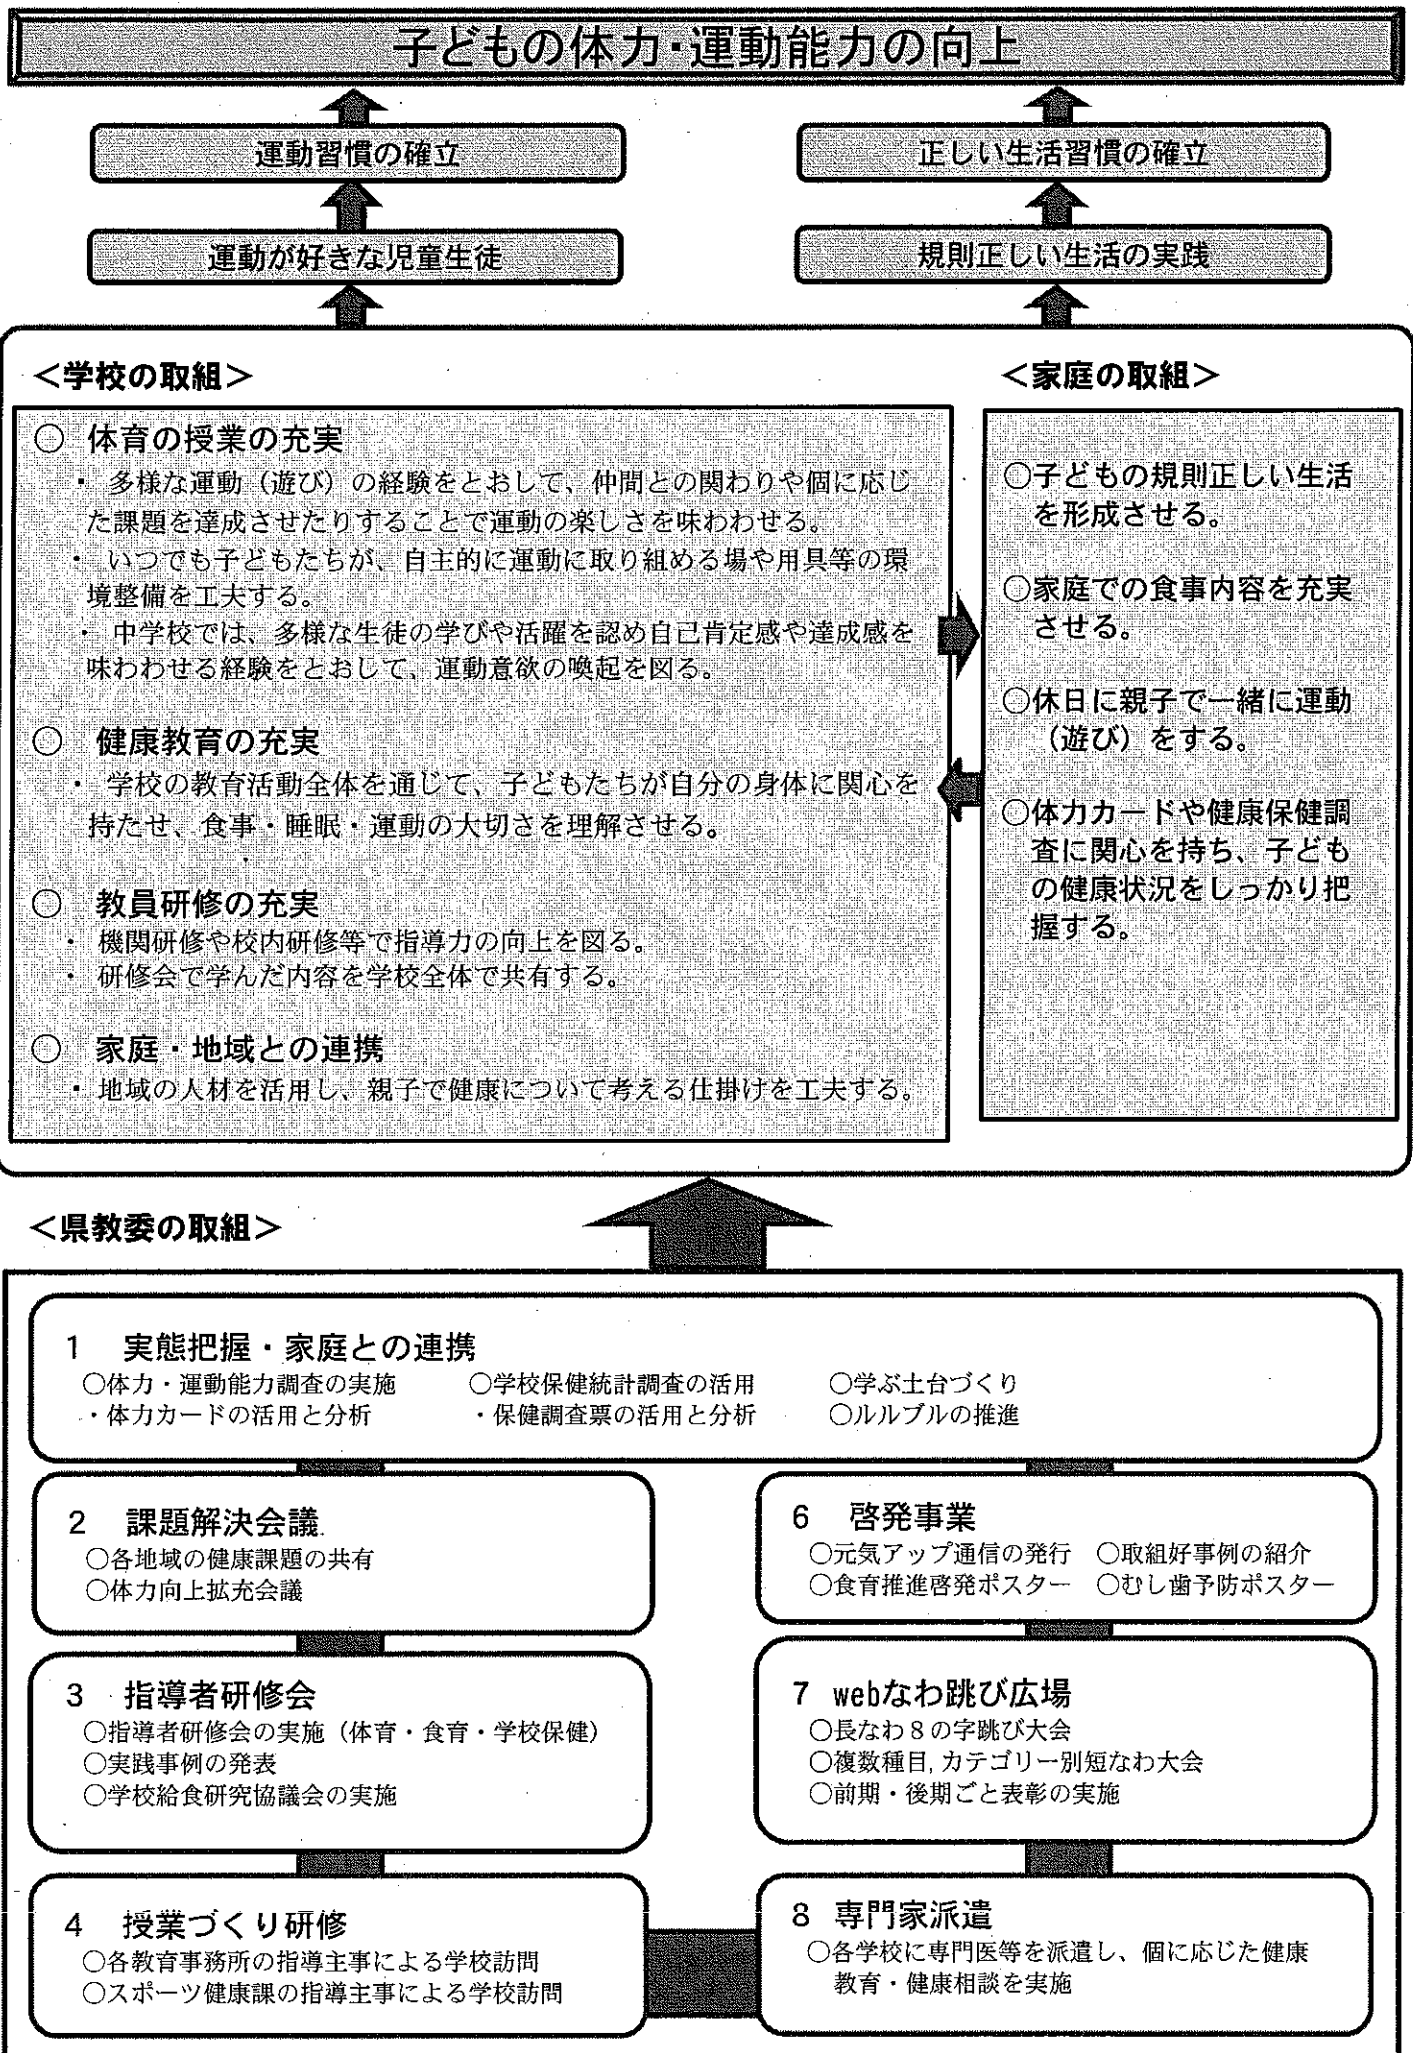 子どもの体力・運動能力の向上
運動習慣の確立
正しい生活習慣の確立
運動が好きな児童生徒
規則正しい生活の実践
＜学校の取組＞
○ 体育の授業の充実
・ 多様な運動（遊び）の経験をとおして、仲間との関わりや個に応じ
た課題を達成させたりすることで運動の楽しさを味わわせる。
・ いつでも子どもたちが、自主的に運動に取り組める場や用具等の環
境整備を工夫する。
・ 中学校では、多様な生徒の学びや活躍を認め自己肯定感や達成感を
味わわせる経験をとおして、運動意欲の喚起を図る。
○ 健康教育の充実
・ 学校の教育活動全体を通じて、子どもたちが自分の身体に関心を
持たせ、食事・睡眠・運動の大切さを理解させる。
○ 教員研修の充実
・ 機関研修や校内研修等で指導力の向上を図る。
・ 研修会で学んだ内容を学校全体で共有する。
○ 家庭・地域との連携
・ 地域の人材を活用し、親子で健康について考える仕掛けを工夫する。
＜家庭の取組＞
○子どもの規則正しい生活
を形成させる。
○家庭での食事内容を充実
させる。
○休日に親子で一緒に運動
（遊び）をする。
○体力カードや健康保健調
査に関心を持ち、子ども
の健康状況をしっかり把
握する。
＜県教委の取組＞
1 実態把握・家庭との連携
○体力・運動能力調査の実施 ○学校保健統計調査の活用 ○学ぶ土台づくり
・体力カードの活用と分析 ・保健調査票の活用と分析 ○ルルブルの推進
2 課題解決会議
○各地域の健康課題の共有
○体力向上拡充会議
3 指導者研修会
○指導者研修会の実施（体育・食育・学校保健）
○実践事例の発表
○学校給食研究協議会の実施
4 授業づくり研修
○各教育事務所の指導主事による学校訪問
○スポーツ健康課の指導主事による学校訪問
6 啓発事業
○元気アップ通信の発行 ○取組好事例の紹介
○食育推進啓発ポスター ○むし歯予防ポスター
7 webなわ跳び広場
○長なわ８の字跳び大会
○複数種目,カテゴリー別短なわ大会
○前期・後期ごと表彰の実施
8 専門家派遣
○各学校に専門医等を派遣し、個に応じた健康
教育・健康相談を実施